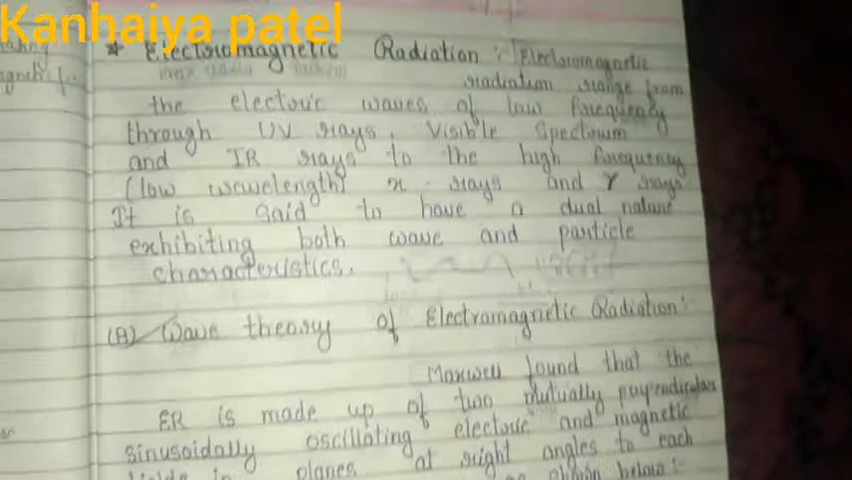 Kanhaiya patel
* Electromagnetic Radiation :- Electromagnetic
radiation range from
the electric waves of low frequency
through UV rays, Visible Spectrum
and IR rays to the high frequency
(low wavelength) x-rays and γ rays
It is said to have a dual nature
exhibiting both wave and particle
characteristics.
(A) Wave theory of Electromagnetic Radiation:-
Maxwell found that the
ER is made up of two mutually perpendicular
sinusoidally oscillating electric and magnetic
planes at right angles to each
shown below:-